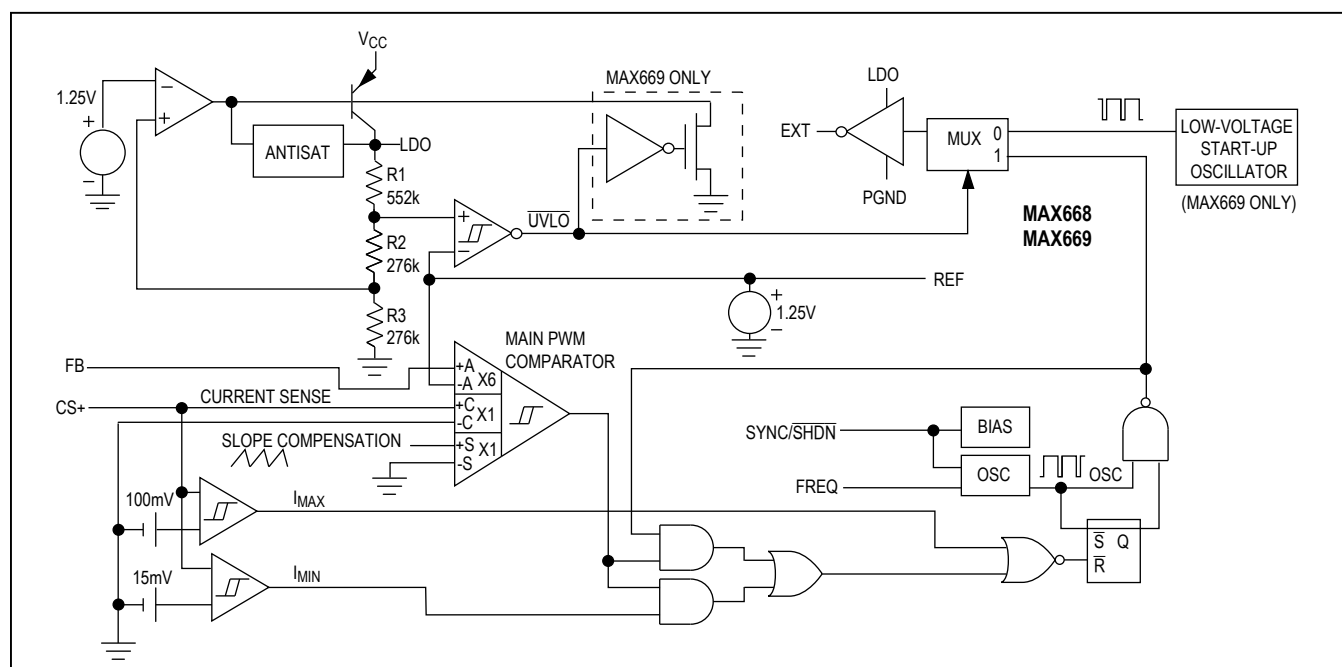 VCC
MAX669 ONLY
1.25V
+
−
−
+
ANTISAT
LDO
R1
552k
R2
276k
R3
276k
+
−
UVLO
LDO
EXT
PGND
MUX
0
1
LOW-VOLTAGE
START-UP
OSCILLATOR
(MAX669 ONLY)
MAX668
MAX669
REF
+
1.25V
−
MAIN PWM
COMPARATOR
FB
+A
-A
X6
CURRENT SENSE
CS+
+C
-C
X1
SLOPE COMPENSATION
+S
-S
X1
SYNC/SHDN
BIAS
FREQ
OSC
OSC
100mV
IMAX
15mV
IMIN
S Q
R